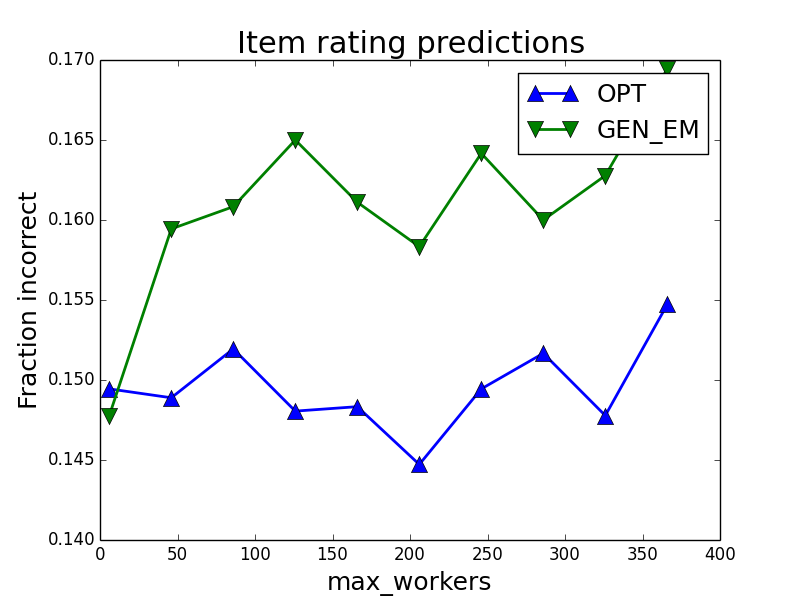 Item rating predictions
0.170
0.165
0.160
0.155
0.150
0.145
0.140
Fraction incorrect
OPT
GEN_EM
0 50 100 150 200 250 300 350 400
max_workers